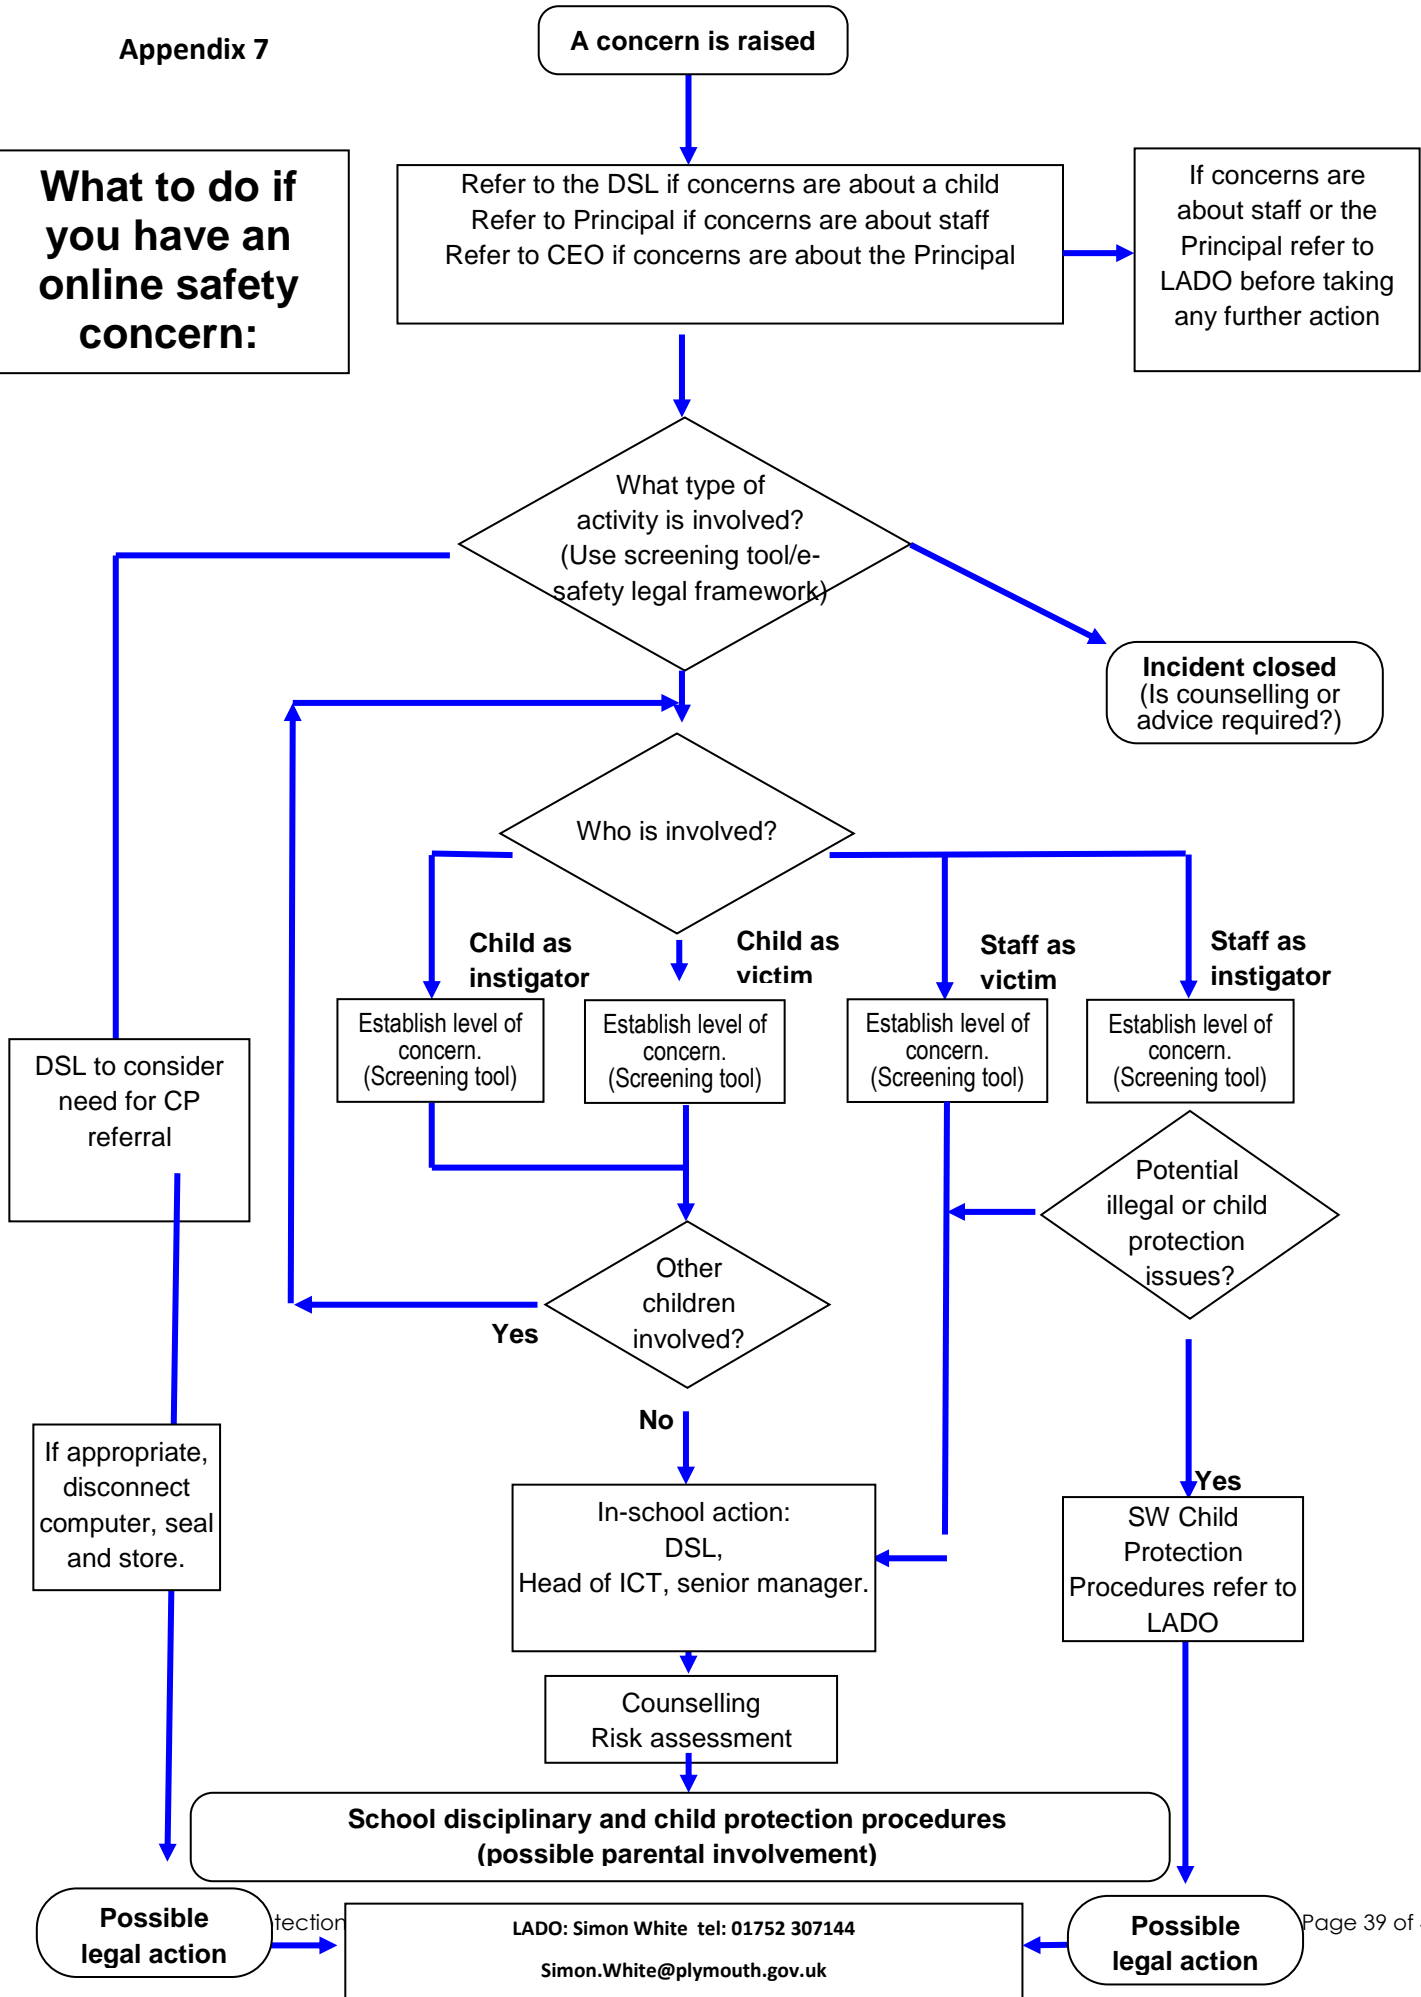 Appendix 7
A concern is raised
What to do if
you have an
online safety
concern:
Refer to the DSL if concerns are about a child
Refer to Principal if concerns are about staff
Refer to CEO if concerns are about the Principal
If concerns are
about staff or the
Principal refer to
LADO before taking
any further action
What type of
activity is involved?
(Use screening tool/e-
safety legal framework)
Incident closed
(Is counselling or
advice required?)
Who is involved?
Child as
instigator
Child as
victim
Staff as
victim
Staff as
instigator
Establish level of
concern.
(Screening tool)
Establish level of
concern.
(Screening tool)
Establish level of
concern.
(Screening tool)
Establish level of
concern.
(Screening tool)
DSL to consider
need for CP
referral
Potential
illegal or child
protection
issues?
Other
children
involved?
Yes
No
If appropriate,
disconnect
computer, seal
and store.
In-school action:
DSL,
Head of ICT, senior manager.
Yes
SW Child
Protection
Procedures refer to
LADO
Counselling
Risk assessment
School disciplinary and child protection procedures
(possible parental involvement)
Possible
legal action
tection
LADO: Simon White tel: 01752 307144
Simon.White@plymouth.gov.uk
Possible
legal action
Page 39 of